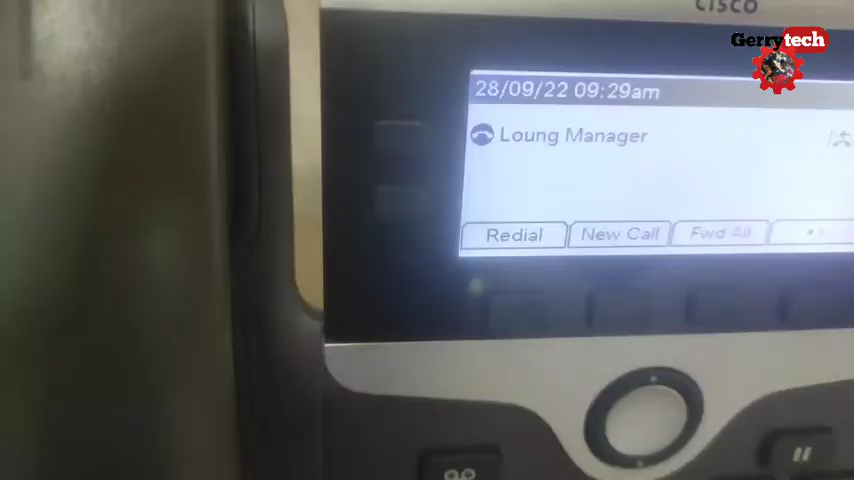 CISCO
Gerrytech
28/09/22 09:29am
Loung Manager
Redial
New Call
Fwd All